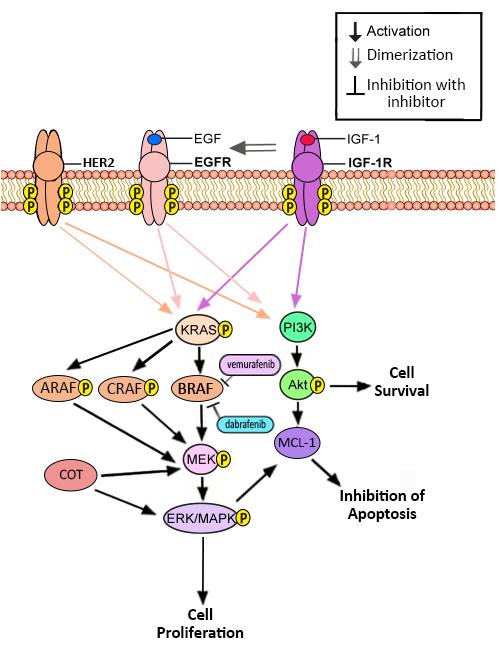 Activation
Dimerization
Inhibition with
inhibitor
EGF
IGF-1
HER2
EGFR
IGF-1R
P P P P P P
P P P P P P
KRAS P
PI3K
vemurafenib
ARAF P
CRAF P
BRAF
Akt P
Cell
Survival
dabrafenib
MCL-1
MEK P
COT
Inhibition of
Apoptosis
ERK/MAPK P
Cell
Proliferation